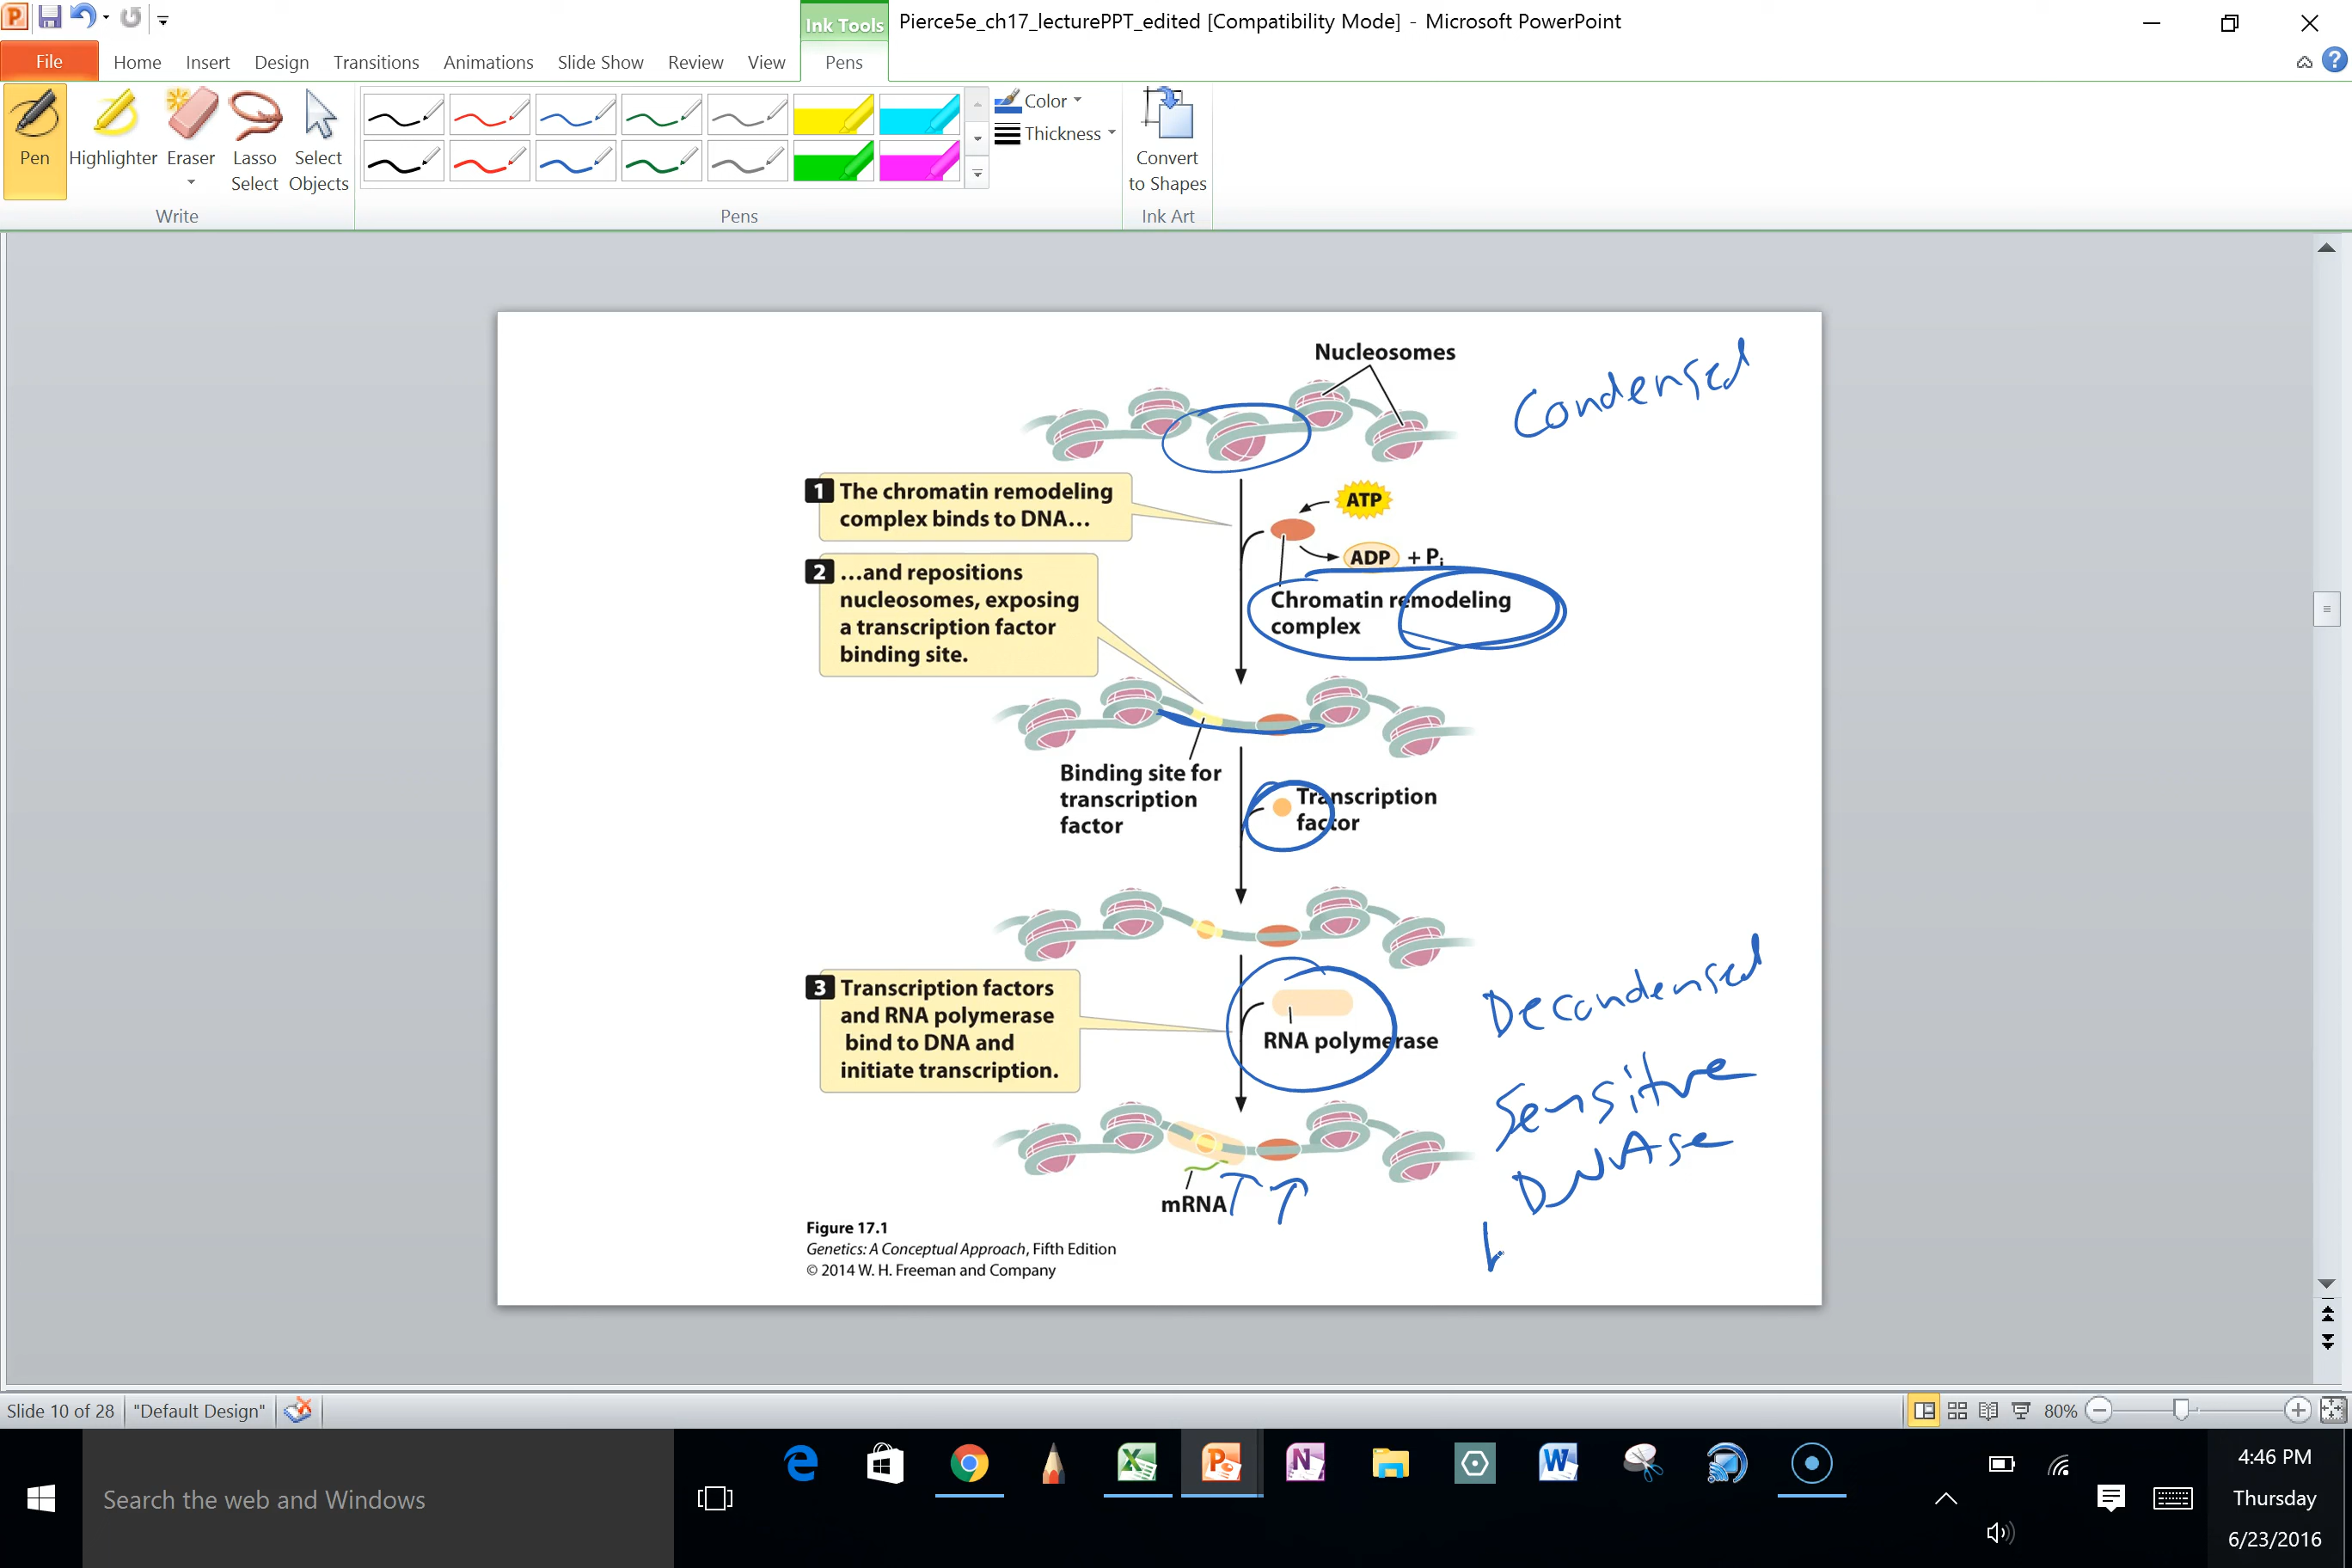 Ink Tools
Pierce5e_ch17_lecturePPT_edited [Compatibility Mode] - Microsoft PowerPoint
File Home Insert Design Transitions Animations Slide Show Review View Pens
Pen Highlighter Eraser Lasso Select Select Objects
Color
Thickness
Convert to Shapes
Write Pens Ink Art
Nucleosomes
Condensed
1 The chromatin remodeling
complex binds to DNA...
ATP
ADP + Pi
2 ...and repositions
nucleosomes, exposing
a transcription factor
binding site.
Chromatin remodeling
complex
Binding site for
transcription
factor
Transcription
factor
3 Transcription factors
and RNA polymerase
bind to DNA and
initiate transcription.
RNA polymerase
Decondensed
Sensitive
DNAse
mRNA
Figure 17.1
Genetics: A Conceptual Approach, Fifth Edition
© 2014 W. H. Freeman and Company
Slide 10 of 28 "Default Design" 80%
Search the web and Windows
4:46 PM
Thursday
6/23/2016